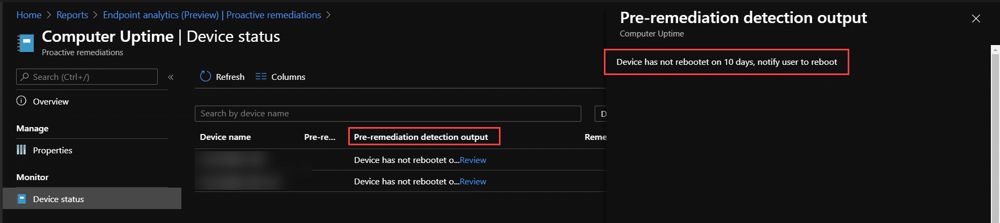 Home > Reports > Endpoint analytics (Preview) | Proactive remediations >
Computer Uptime | Device status
Proactive remediations
Search (Ctrl+/)
«
Overview
Manage
Properties
Monitor
Device status
Refresh
Columns
Search by device name
D
Device name
Pre-re...
Pre-remediation detection output
Reme
Device has not rebootet o...Review
Device has not rebootet o...Review
Pre-remediation detection output
Computer Uptime
Device has not rebootet on 10 days, notify user to reboot